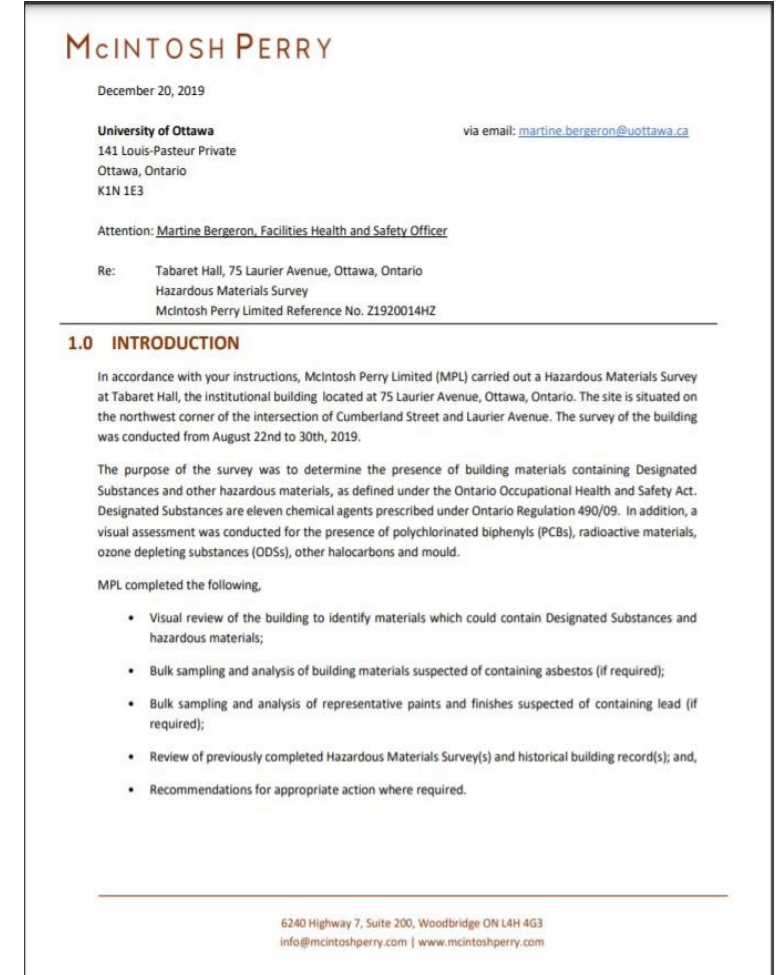 McINTOSH PERRY
December 20, 2019
University of Ottawa via email: martine.bergeron@uottawa.ca
141 Louis-Pasteur Private
Ottawa, Ontario
K1N 1E3
Attention: Martine Bergeron, Facilities Health and Safety Officer
Re: Tabaret Hall, 75 Laurier Avenue, Ottawa, Ontario
Hazardous Materials Survey
McIntosh Perry Limited Reference No. Z1920014HZ
1.0 INTRODUCTION
In accordance with your instructions, McIntosh Perry Limited (MPL) carried out a Hazardous Materials Survey
at Tabaret Hall, the institutional building located at 75 Laurier Avenue, Ottawa, Ontario. The site is situated on
the northwest corner of the intersection of Cumberland Street and Laurier Avenue. The survey of the building
was conducted from August 22nd to 30th, 2019.
The purpose of the survey was to determine the presence of building materials containing Designated
Substances and other hazardous materials, as defined under the Ontario Occupational Health and Safety Act.
Designated Substances are eleven chemical agents prescribed under Ontario Regulation 490/09. In addition, a
visual assessment was conducted for the presence of polychlorinated biphenyls (PCBs), radioactive materials,
ozone depleting substances (ODSs), other halocarbons and mould.
MPL completed the following,
• Visual review of the building to identify materials which could contain Designated Substances and
hazardous materials;
• Bulk sampling and analysis of building materials suspected of containing asbestos (if required);
• Bulk sampling and analysis of representative paints and finishes suspected of containing lead (if
required);
• Review of previously completed Hazardous Materials Survey(s) and historical building record(s); and,
• Recommendations for appropriate action where required.
6240 Highway 7, Suite 200, Woodbridge ON L4H 4G3
info@mcintoshperry.com | www.mcintoshperry.com